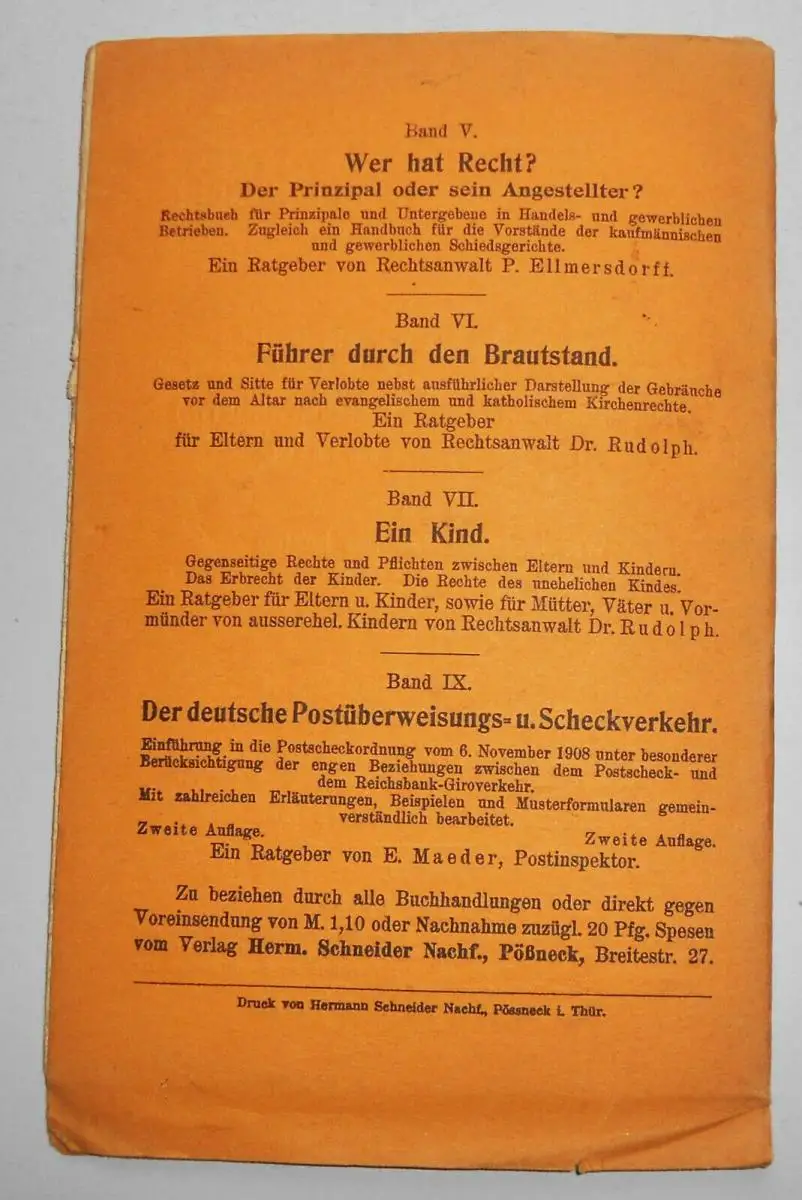 Band V.
Wer hat Recht?
Der Prinzipal oder sein Angestellter?
Rechtsbuch für Prinzipale und Untergebene in Handels- und gewerblichen
Betrieben. Zugleich ein Handbuch für die Vorstände der kaufmännischen
und gewerblichen Schiedsgerichte.
Ein Ratgeber von Rechtsanwalt P. Ellmersdorff.
Band VI.
Führer durch den Brautstand.
Gesetz und Sitte für Verlobte nebst ausführlicher Darstellung der Gebräuche
vor dem Altar nach evangelischem und katholischem Kirchenrechte.
Ein Ratgeber
für Eltern und Verlobte von Rechtsanwalt Dr. Rudolph.
Band VII.
Ein Kind.
Gegenseitige Rechte und Pflichten zwischen Eltern und Kindern.
Das Erbrecht der Kinder. Die Rechte des unehelichen Kindes.
Ein Ratgeber für Eltern u. Kinder, sowie für Mütter, Väter u. Vor-
münder von ausserehel. Kindern von Rechtsanwalt Dr. Rudolph.
Band IX.
Der deutsche Postüberweisungs- u. Scheckverkehr.
Einführung in die Postscheckordnung vom 6. November 1908 unter besonderer
Berücksichtigung der engen Beziehungen zwischen dem Postscheck- und
dem Reichsbank-Giroverkehr.
Mit zahlreichen Erläuterungen, Beispielen und Musterformularen gemein-
verständlich bearbeitet.
Zweite Auflage. Zweite Auflage.
Ein Ratgeber von E. Maeder, Postinspektor.
Zu beziehen durch alle Buchhandlungen oder direkt gegen
Voreinsendung von M. 1,10 oder Nachnahme zuzügl. 20 Pfg. Spesen
vom Verlag Herm. Schneider Nachf., Pößneck, Breitestr. 27.
Druck von Hermann Schneider Nachf., Pössneck i. Thür.